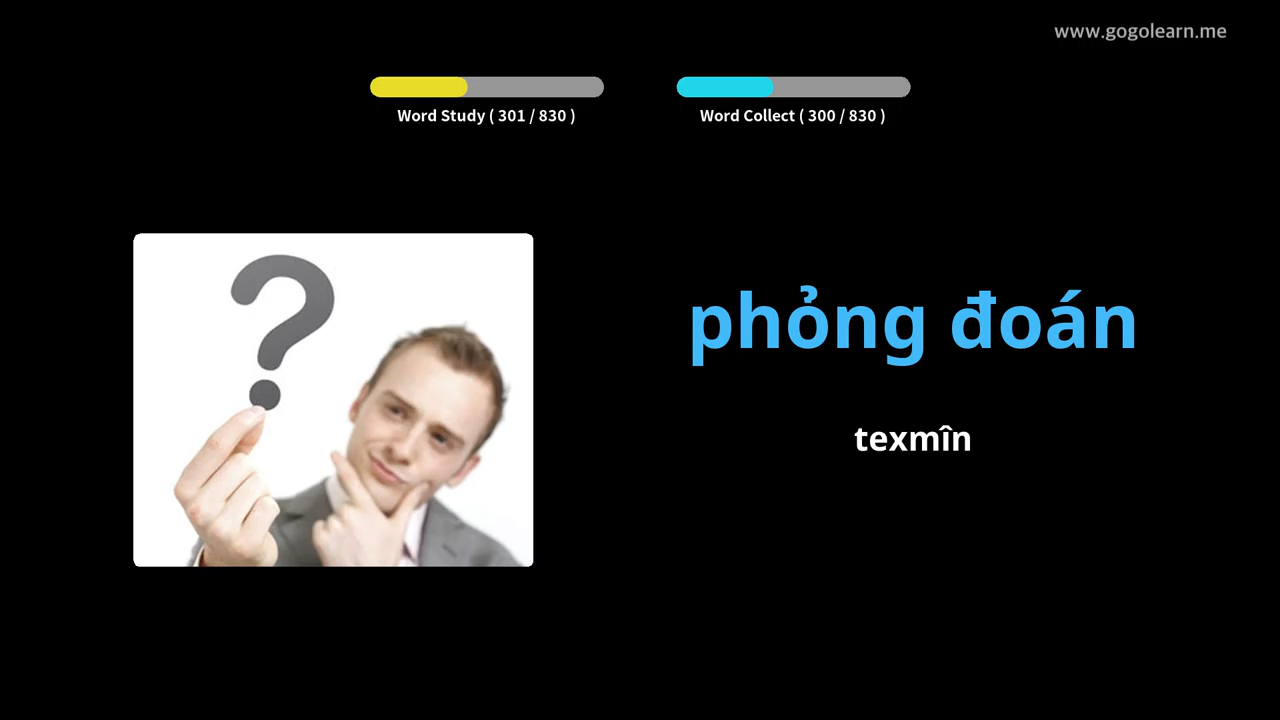 www.gogolearn.me
Word Study ( 301 / 830 )
Word Collect ( 300 / 830 )
phỏng đoán
texmîn